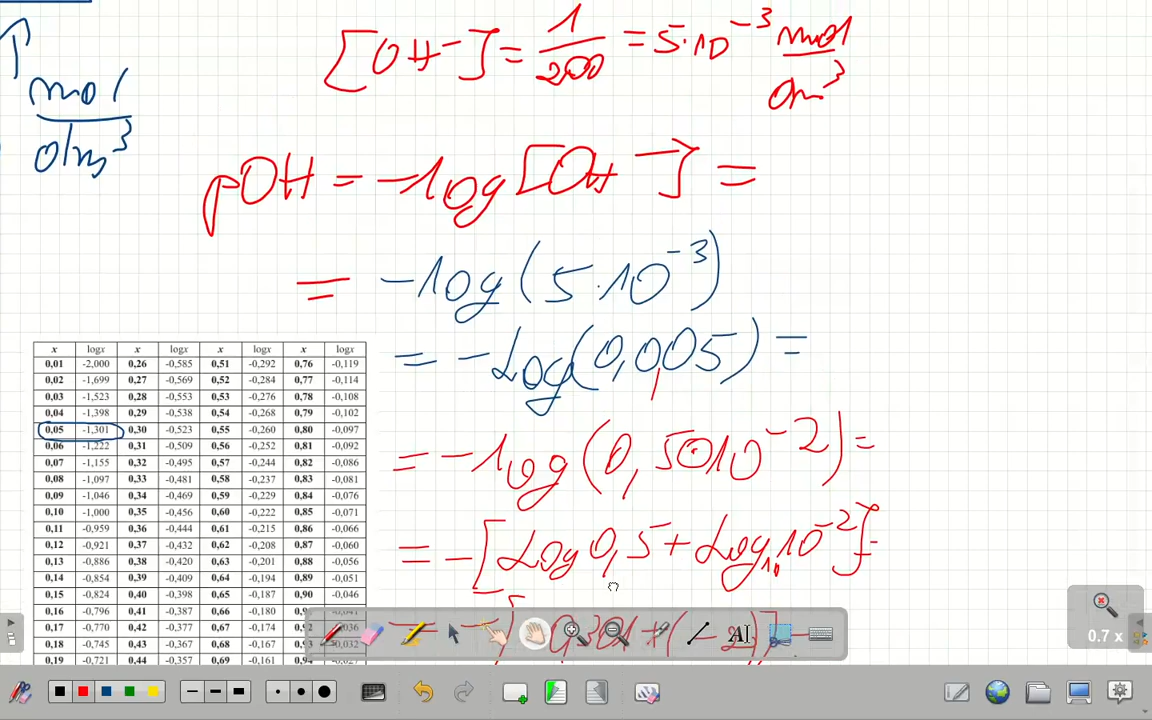 [OH⁻] = 1/200 = 5·10⁻³ mol/dm³
mol/dm³
pOH = -log[OH⁻] =
= -log(5·10⁻³)
= -Log(0,005) =
= -log(0,50·10⁻²) =
= -[Log 0,5 + Log₁₀10⁻²] =
x logx x logx x logx x logx
0,01 -2,000 0,26 -0,585 0,51 -0,292 0,76 -0,119
0,02 -1,699 0,27 -0,569 0,52 -0,284 0,77 -0,114
0,03 -1,523 0,28 -0,553 0,53 -0,276 0,78 -0,108
0,04 -1,398 0,29 -0,538 0,54 -0,268 0,79 -0,102
0,05 -1,301 0,30 -0,523 0,55 -0,260 0,80 -0,097
0,06 -1,222 0,31 -0,509 0,56 -0,252 0,81 -0,092
0,07 -1,155 0,32 -0,495 0,57 -0,244 0,82 -0,086
0,08 -1,097 0,33 -0,481 0,58 -0,237 0,83 -0,081
0,09 -1,046 0,34 -0,469 0,59 -0,229 0,84 -0,076
0,10 -1,000 0,35 -0,456 0,60 -0,222 0,85 -0,071
0,11 -0,959 0,36 -0,444 0,61 -0,215 0,86 -0,066
0,12 -0,921 0,37 -0,432 0,62 -0,208 0,87 -0,060
0,13 -0,886 0,38 -0,420 0,63 -0,201 0,88 -0,056
0,14 -0,854 0,39 -0,409 0,64 -0,194 0,89 -0,051
0,15 -0,824 0,40 -0,398 0,65 -0,187 0,90 -0,046
0,16 -0,796 0,41 -0,387 0,66 -0,180
0,17 -0,770 0,42 -0,377 0,67 -0,174
0,18 -0,745 0,43 -0,367 0,68 -0,167
0,19 -0,721 0,44 -0,357 0,69 -0,161
A
0.7 x